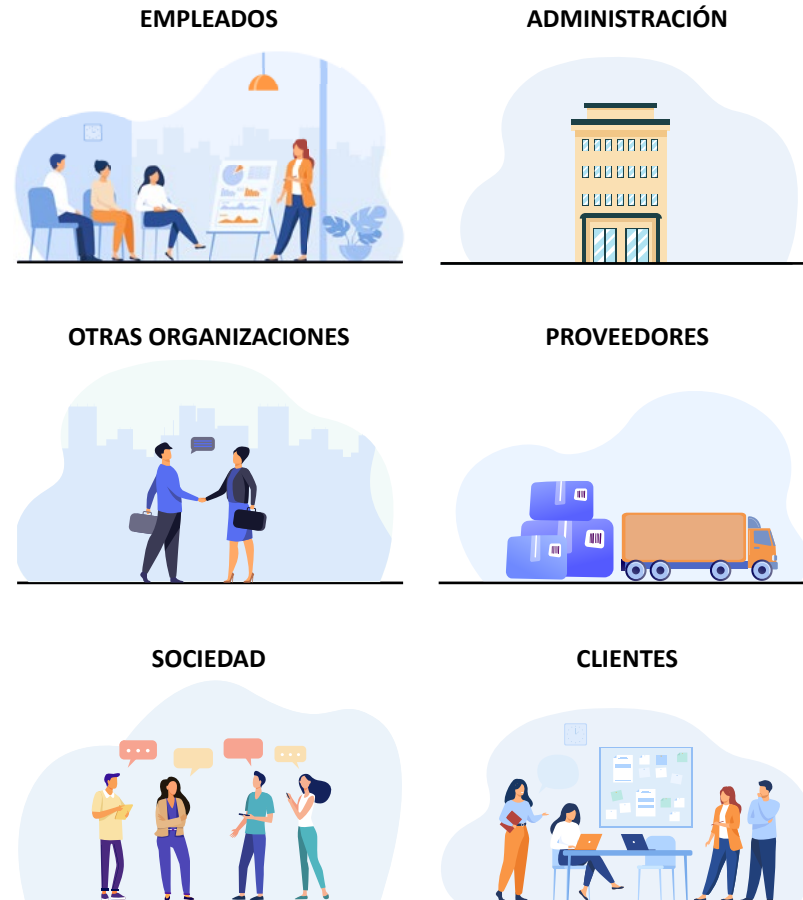 EMPLEADOS
ADMINISTRACIÓN
OTRAS ORGANIZACIONES
PROVEEDORES
SOCIEDAD
CLIENTES